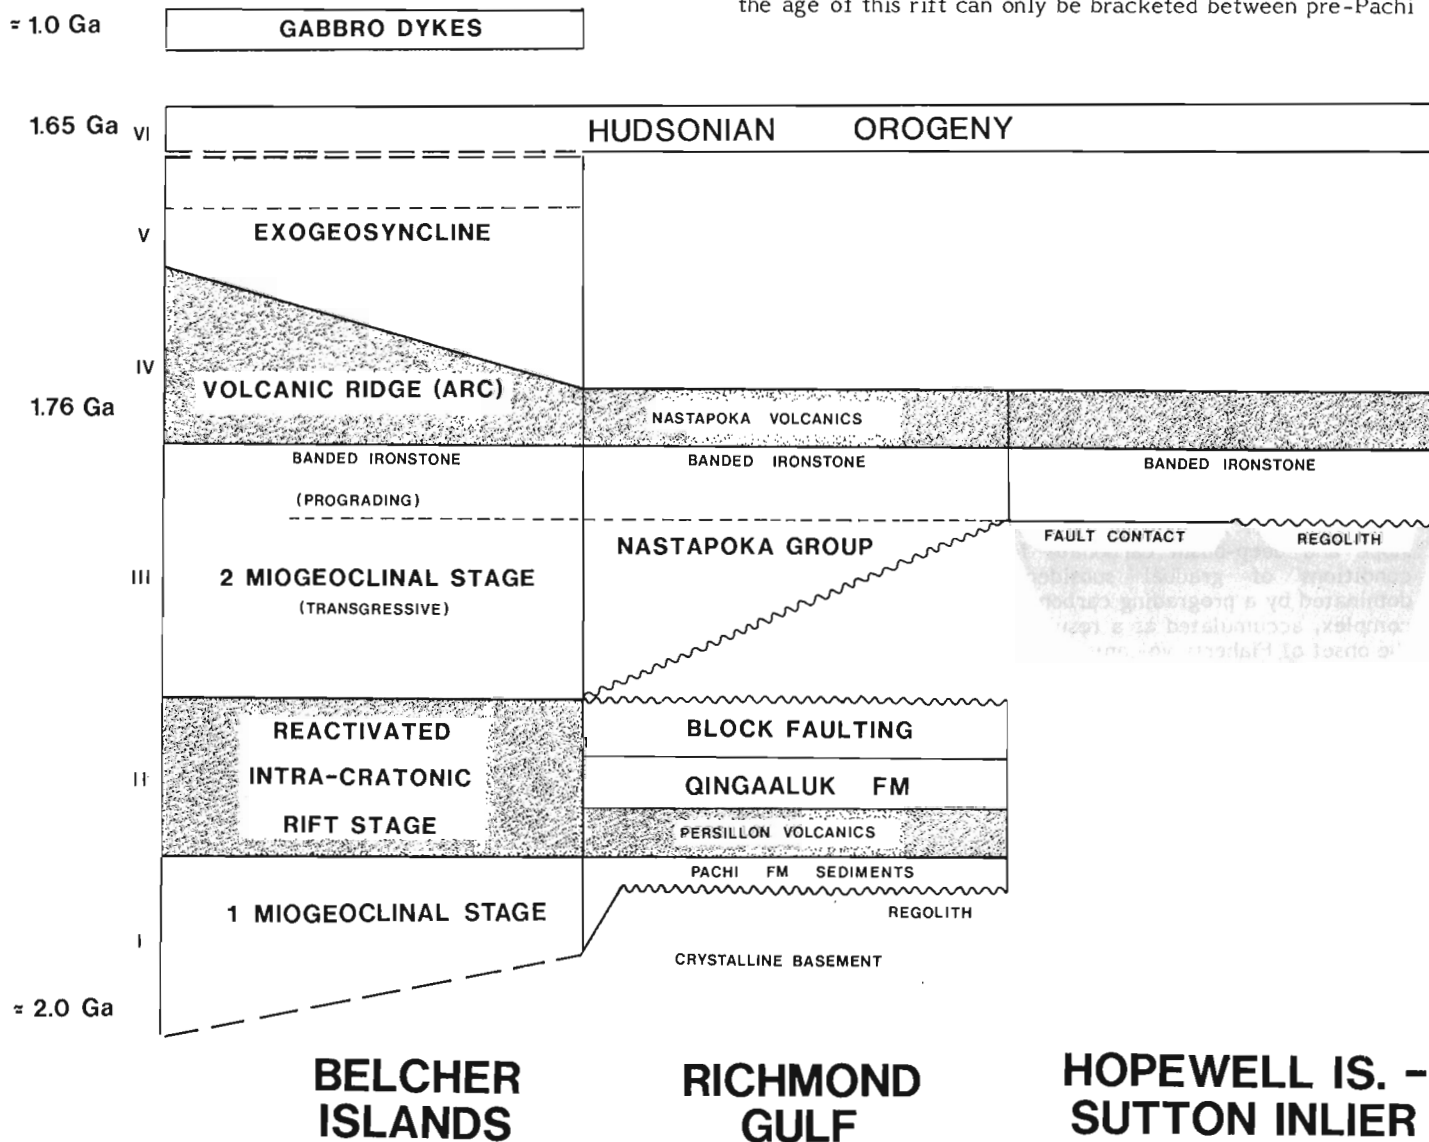 the age of this rift can only be bracketed between pre-Pachi
≈ 1.0 Ga
GABBRO DYKES
1.65 Ga
VI
HUDSONIAN OROGENY
V
EXOGEOSYNCLINE
IV
VOLCANIC RIDGE (ARC)
1.76 Ga
NASTAPOKA VOLCANICS
BANDED IRONSTONE
BANDED IRONSTONE
BANDED IRONSTONE
(PROGRADING)
FAULT CONTACT
REGOLITH
NASTAPOKA GROUP
III
2 MIOGEOCLINAL STAGE
(TRANSGRESSIVE)
REACTIVATED
INTRA-CRATONIC
RIFT STAGE
II
BLOCK FAULTING
QINGAALUK FM
PERSILLON VOLCANICS
PACHI FM SEDIMENTS
1 MIOGEOCLINAL STAGE
REGOLITH
I
CRYSTALLINE BASEMENT
≈ 2.0 Ga
BELCHER
ISLANDS
RICHMOND
GULF
HOPEWELL IS. -
SUTTON INLIER